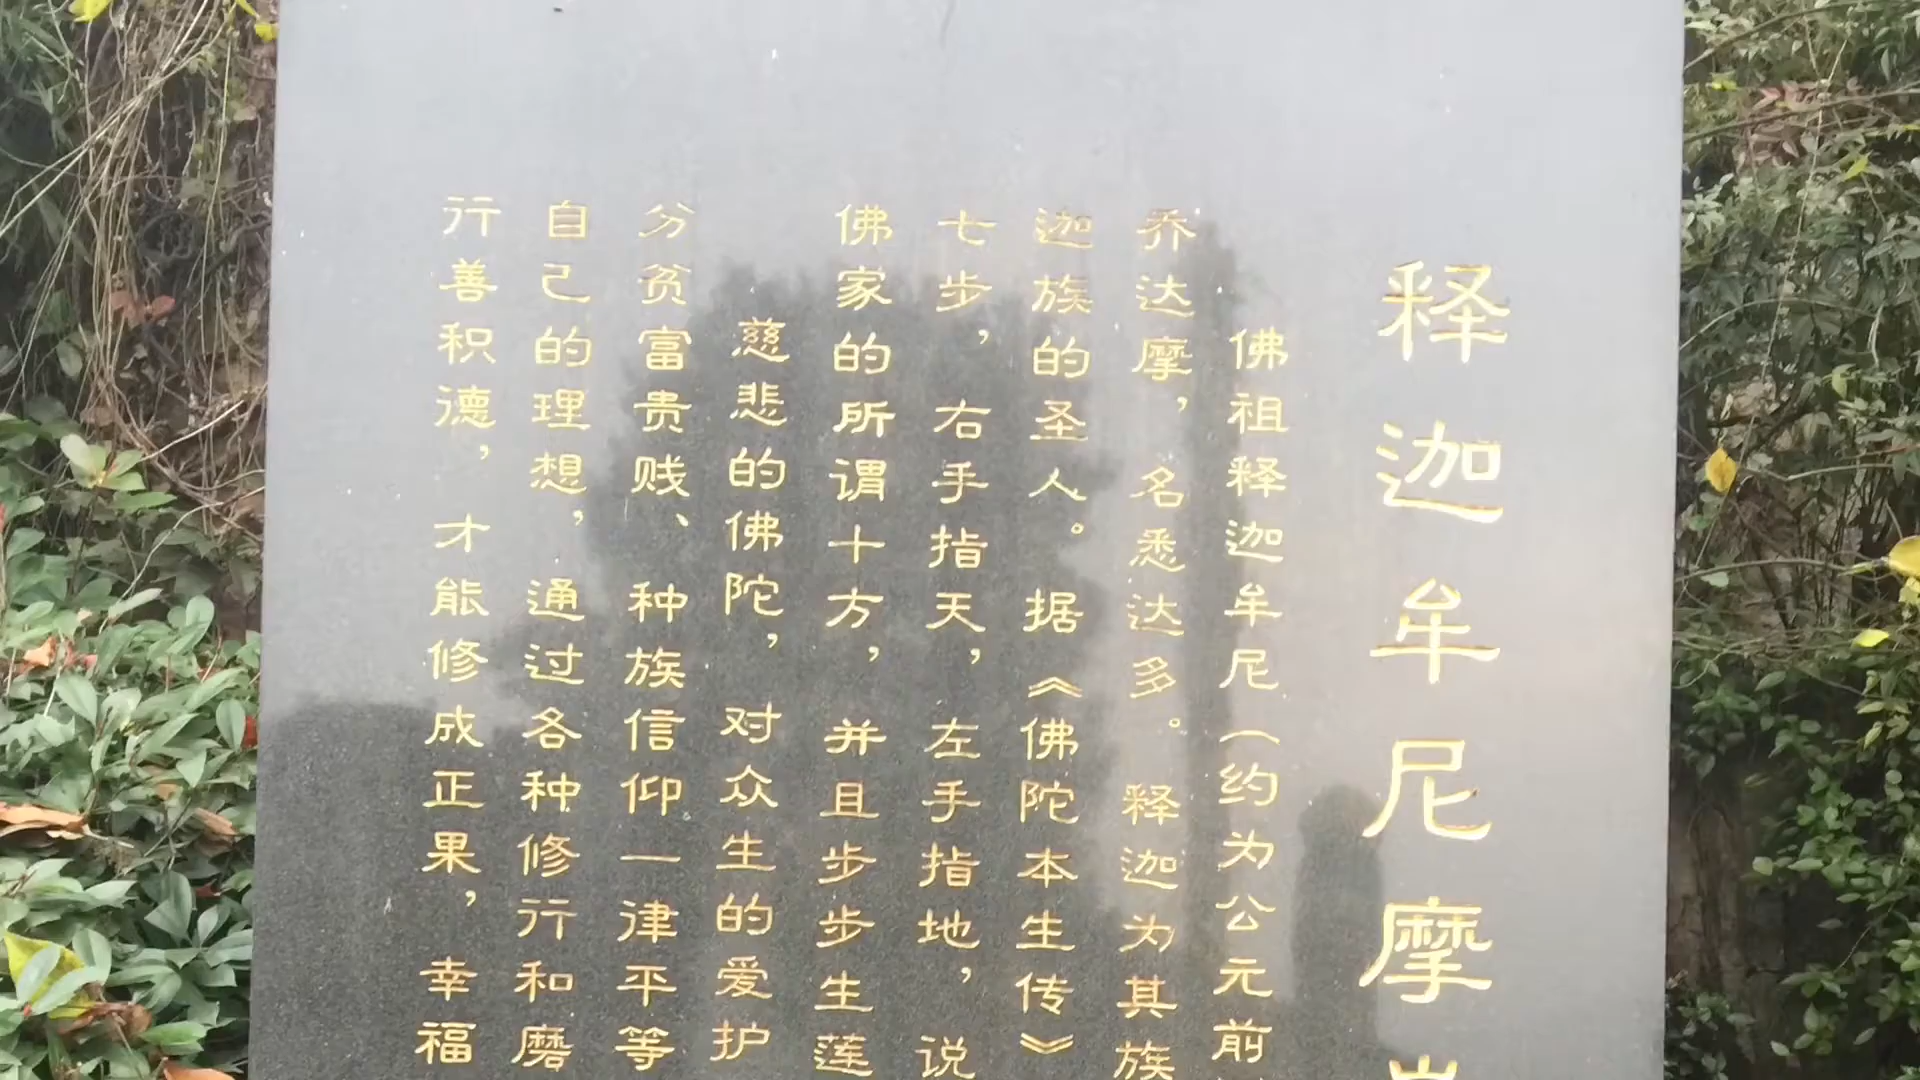 释迦牟尼摩
佛祖释迦牟尼(约为公元前
乔达摩，名悉达多。释迦为其族
迦族的圣人。据《佛陀本生传》
七步，右手指天，左手指地，说
佛家的所谓十方，并且步步生莲
慈悲的佛陀，对众生的爱护
分贫富贵贱、种族信仰一律平等
自己的理想，通过各种修行和磨
行善积德，才能修成正果，幸福